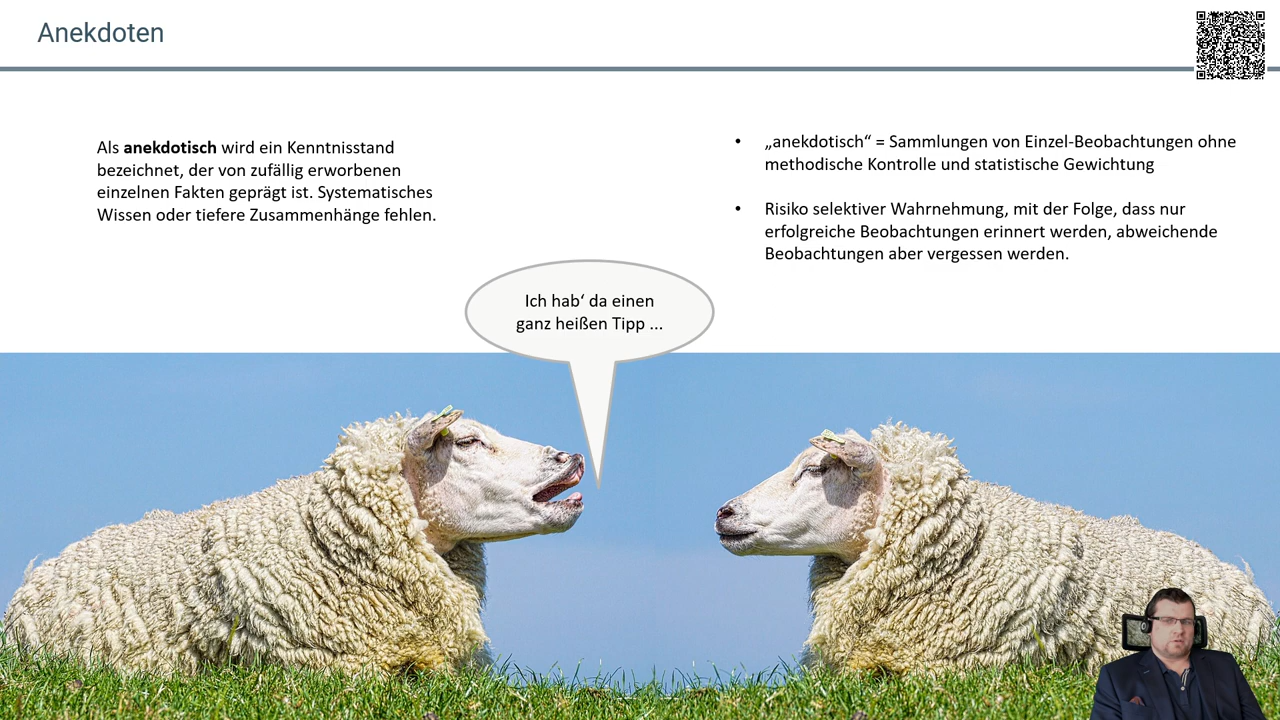 Anekdoten
Als anekdotisch wird ein Kenntnisstand
bezeichnet, der von zufällig erworbenen
einzelnen Fakten geprägt ist. Systematisches
Wissen oder tiefere Zusammenhänge fehlen.
• „anekdotisch“ = Sammlungen von Einzel-Beobachtungen ohne
methodische Kontrolle und statistische Gewichtung
• Risiko selektiver Wahrnehmung, mit der Folge, dass nur
erfolgreiche Beobachtungen erinnert werden, abweichende
Beobachtungen aber vergessen werden.
Ich hab‘ da einen
ganz heißen Tipp ...